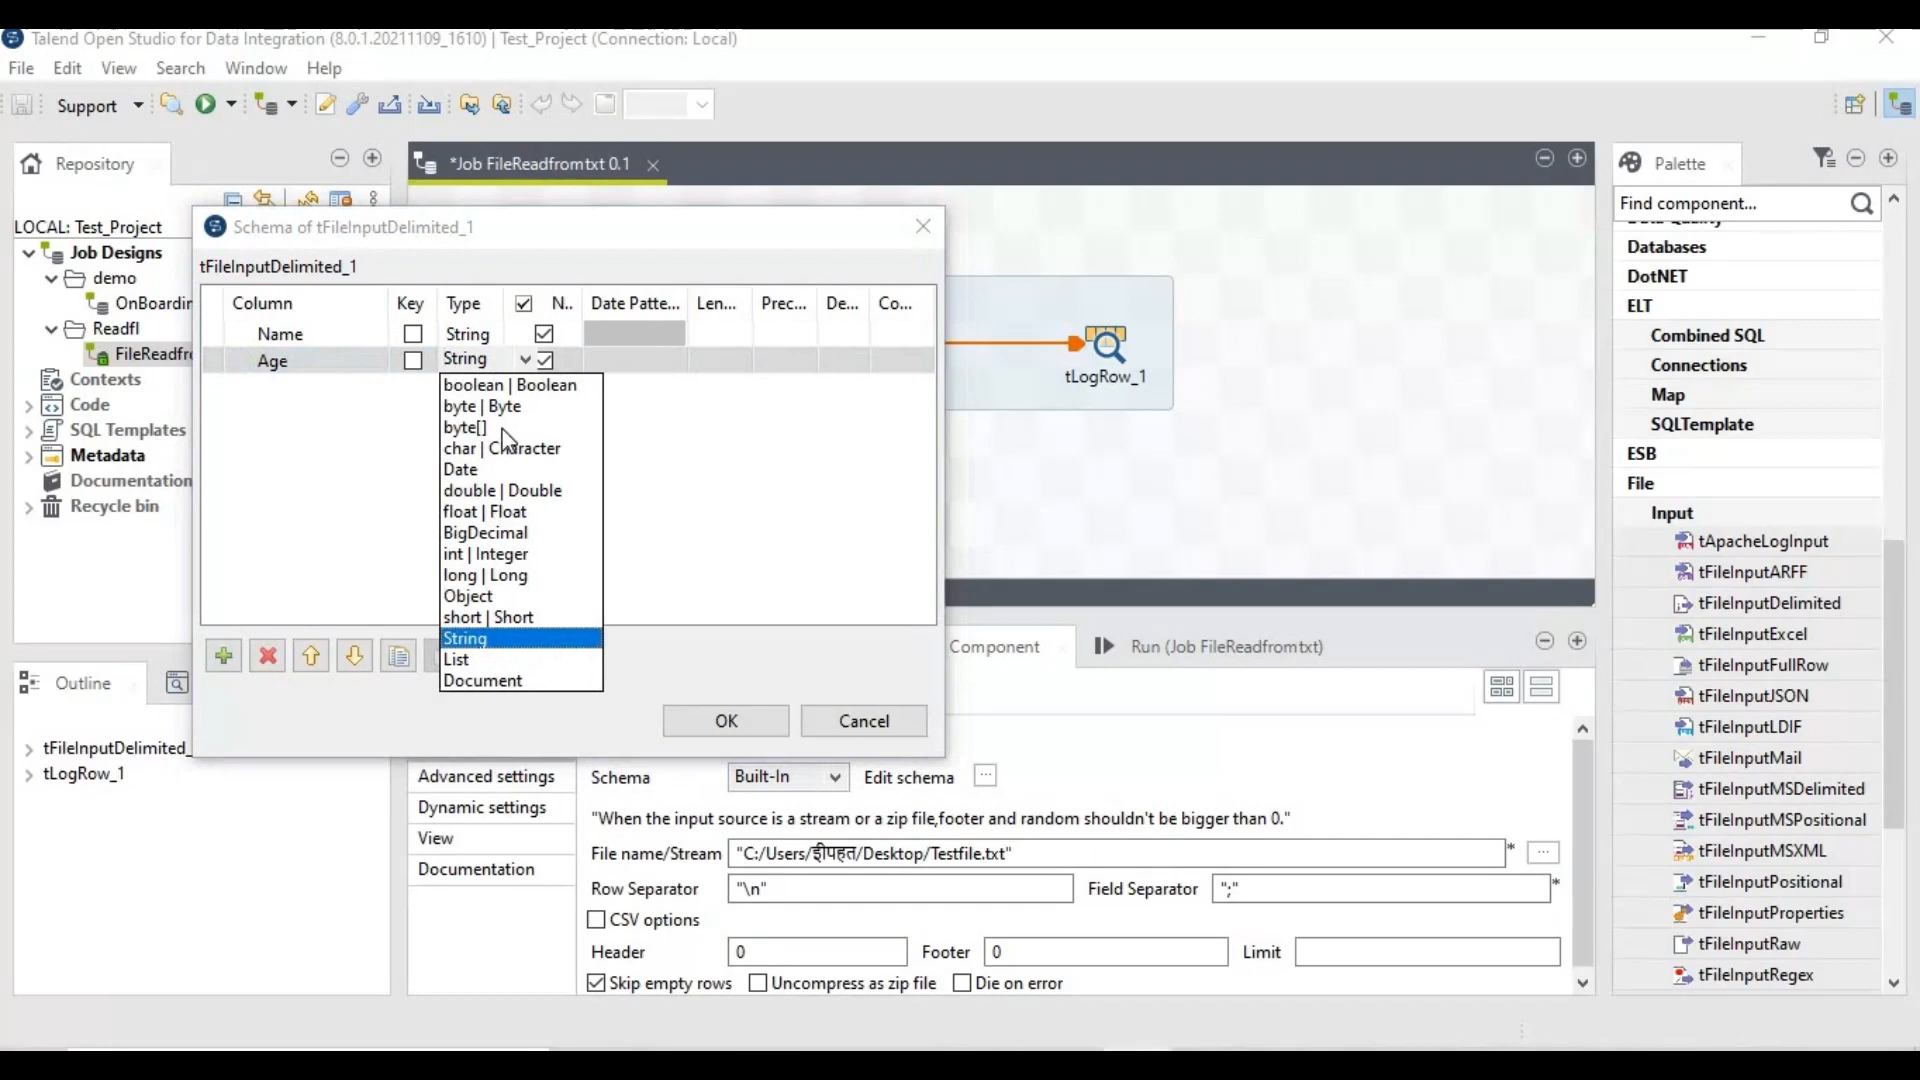 Talend Open Studio for Data Integration (8.0.1.20211109_1610) | Test_Project (Connection: Local)
File Edit View Search Window Help
Support
Repository
LOCAL: Test_Project
Job Designs
demo
OnBoardin
Readfl
FileReadfr
Contexts
Code
SQL Templates
Metadata
Documentation
Recycle bin
Outline
tFileInputDelimited_
tLogRow_1
*Job FileReadfromtxt 0.1
Schema of tFileInputDelimited_1
tFileInputDelimited_1
Column Key Type N.. Date Patte... Len... Prec... De... Co...
Name String
Age String
boolean | Boolean
byte | Byte
byte[]
char | Character
Date
double | Double
float | Float
BigDecimal
int | Integer
long | Long
Object
short | Short
String
List
Document
OK Cancel
tLogRow_1
Component
Run (Job FileReadfromtxt)
Advanced settings
Dynamic settings
View
Documentation
Schema Built-In Edit schema ...
"When the input source is a stream or a zip file,footer and random shouldn't be bigger than 0."
File name/Stream "C:/Users/ /Desktop/Testfile.txt" * ...
Row Separator "\n" Field Separator ";" *
CSV options
Header 0 Footer 0 Limit
Skip empty rows Uncompress as zip file Die on error
Palette
Find component...
Data Quality
Databases
DotNET
ELT
Combined SQL
Connections
Map
SQLTemplate
ESB
File
Input
tApacheLogInput
tFileInputARFF
tFileInputDelimited
tFileInputExcel
tFileInputFullRow
tFileInputJSON
tFileInputLDIF
tFileInputMail
tFileInputMSDelimited
tFileInputMSPositional
tFileInputMSXML
tFileInputPositional
tFileInputProperties
tFileInputRaw
tFileInputRegex